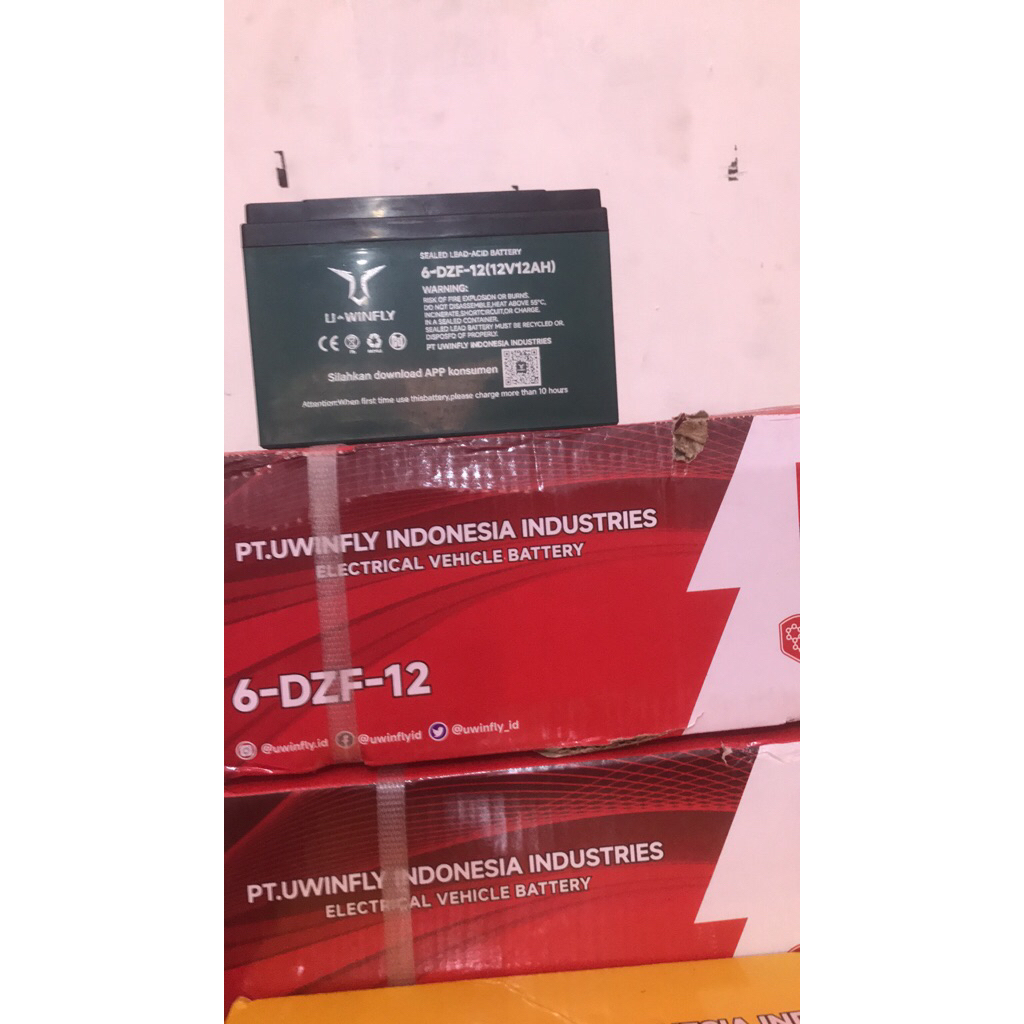 SEALED LEAD-ACID BATTERY
6-DZF-12(12V12AH)
WARNING:
RISK OF FIRE EXPLOSION OR BURNS.
DO NOT DISASSEMBLE,HEAT ABOVE 55°C,
INCINERATE,SHORTCIRCUIT,OR CHARGE.
IN A SEALED CONTAINER.
SEALED LEAD BATTERY MUST BE RECYCLED OR.
DISPOSTO OF PROPERLY.
PT UWINFLY INDONESIA INDUSTRIES
U-WINFLY
CE
Silahkan download APP konsumen
Attention:When first time use thisbattery,please charge more than 10 hours
PT.UWINFLY INDONESIA INDUSTRIES
ELECTRICAL VEHICLE BATTERY
6-DZF-12
@uwinfly.id @uwinflyid @uwinfly_id
PT.UWINFLY INDONESIA INDUSTRIES
ELECTRICAL VEHICLE BATTERY